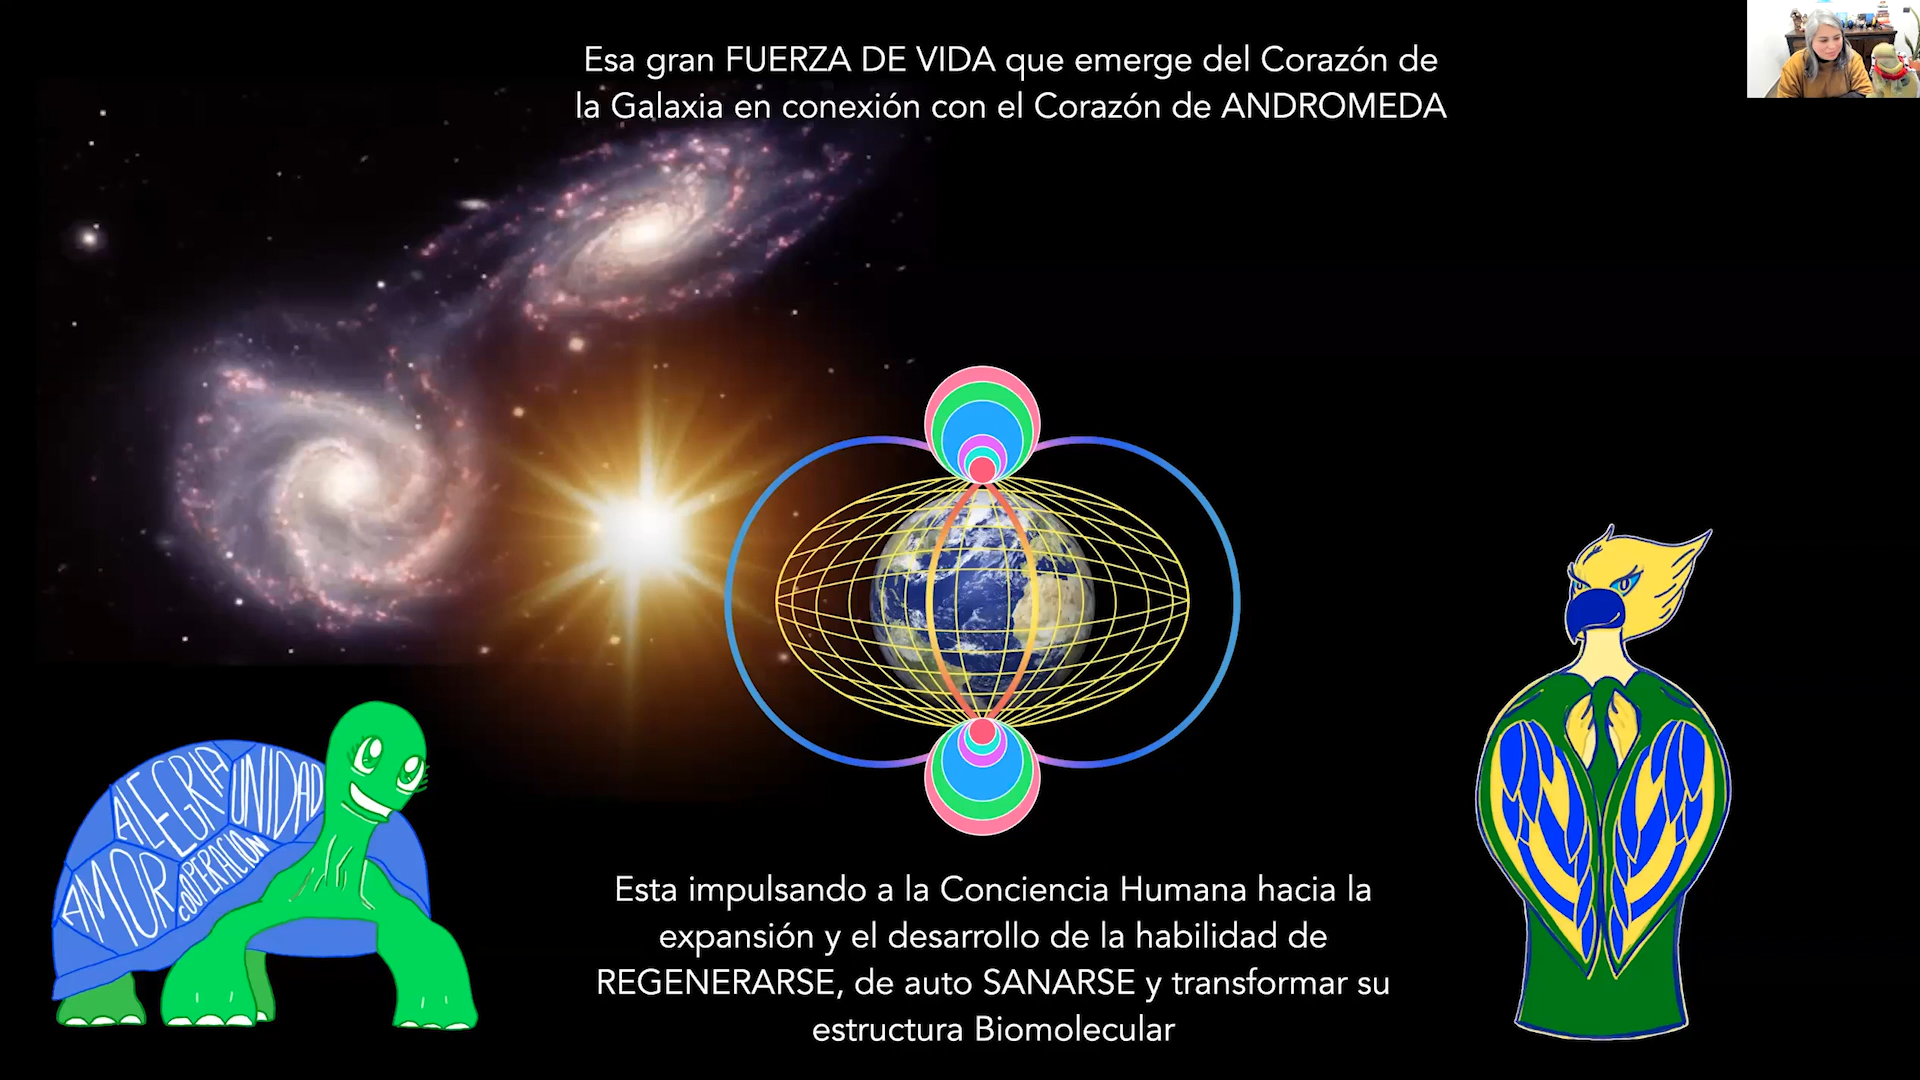 Esa gran FUERZA DE VIDA que emerge del Corazón de
la Galaxia en conexión con el Corazón de ANDROMEDA
ALEGRIA
UNIDAD
AMOR
COOPERACION
Esta impulsando a la Conciencia Humana hacia la
expansión y el desarrollo de la habilidad de
REGENERARSE, de auto SANARSE y transformar su
estructura Biomolecular